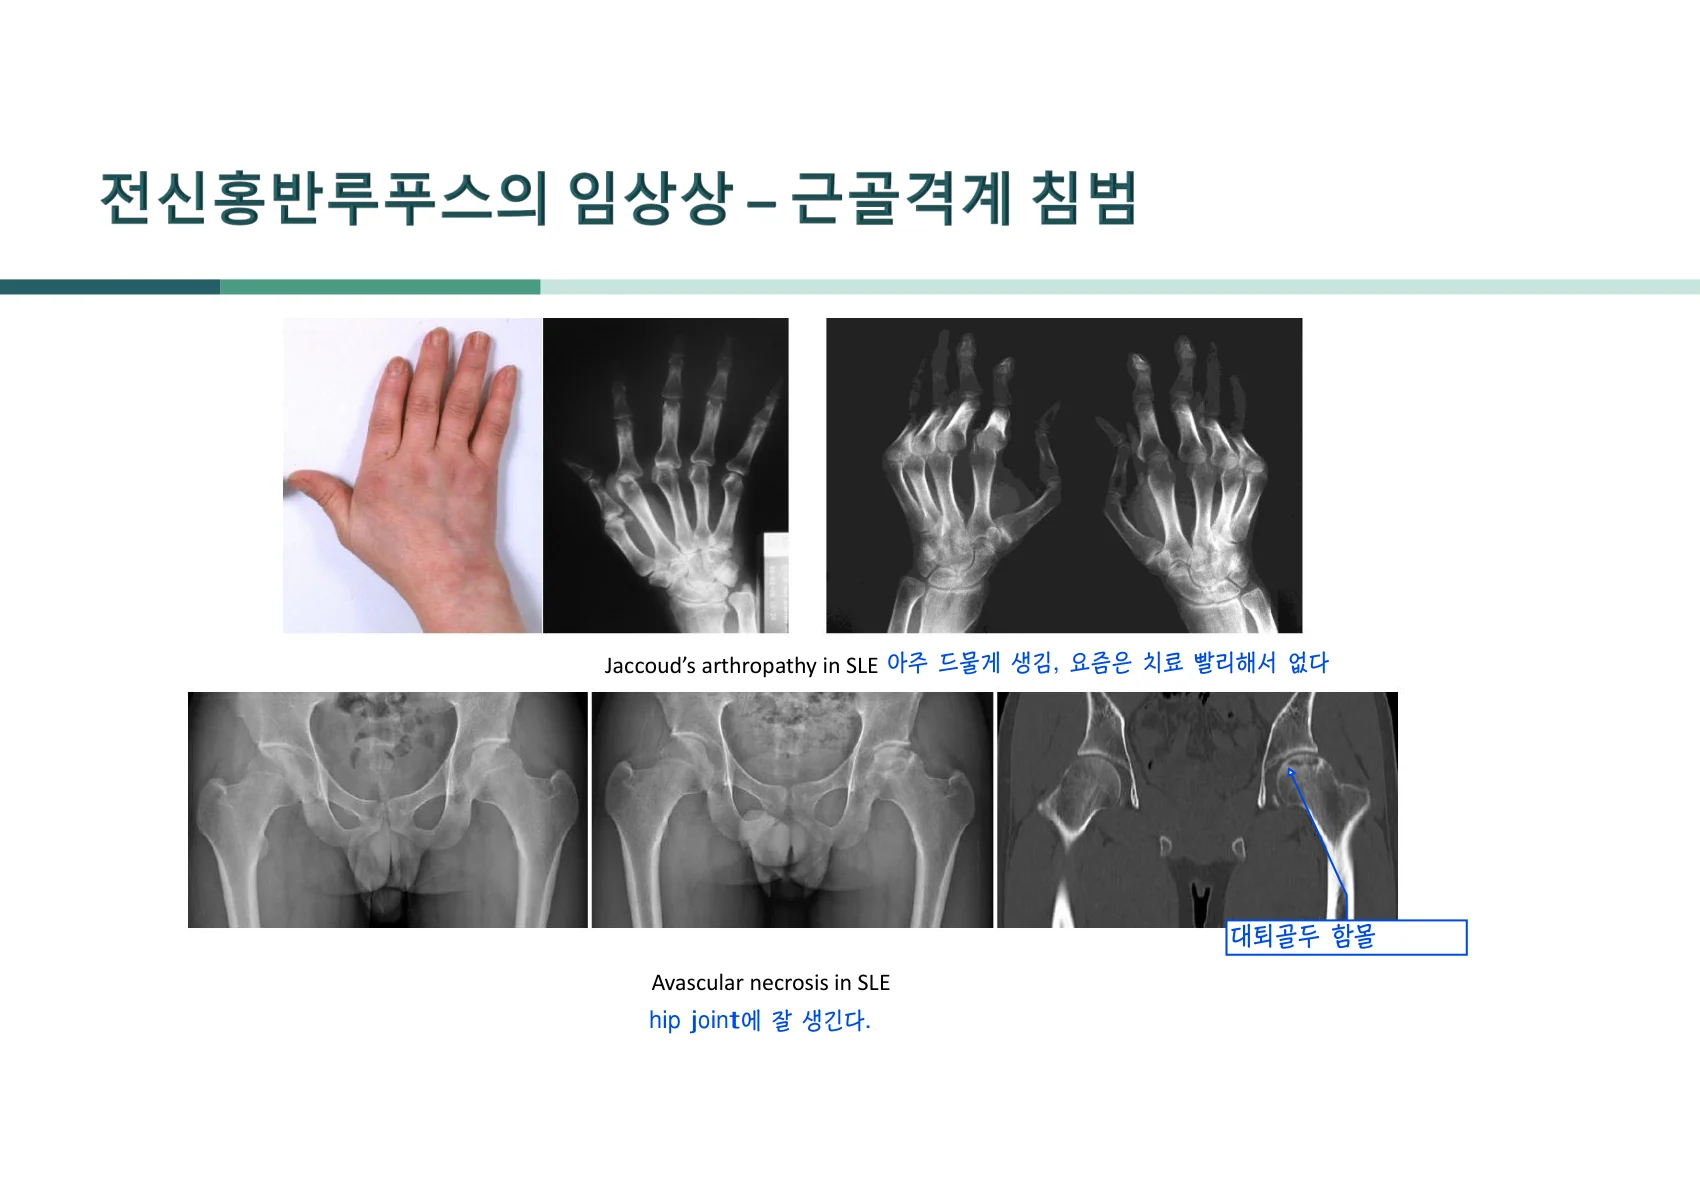 전신홍반루푸스의 임상상 – 근골격계 침범
Jaccoud’s arthropathy in SLE 아주 드물게 생김, 요즘은 치료 빨리해서 없다
대퇴골두 함몰
Avascular necrosis in SLE
hip joint에 잘 생긴다.